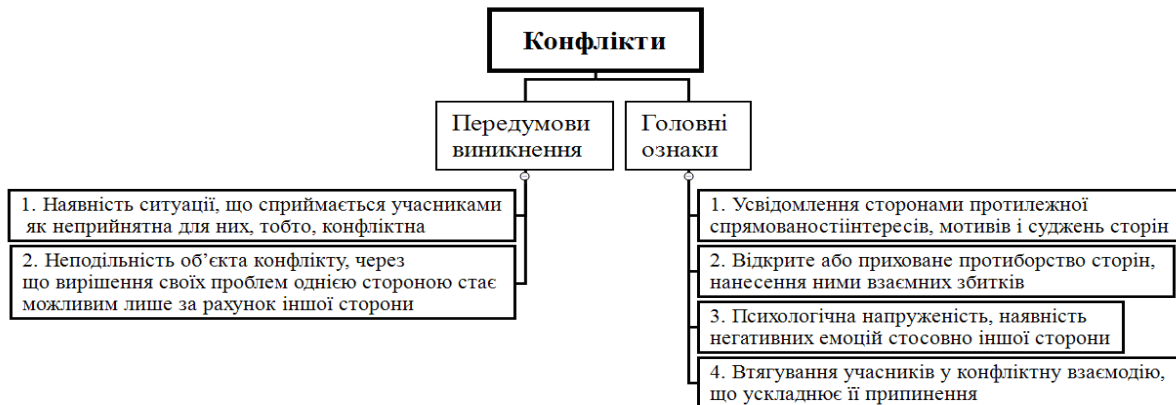 Конфлікти
Передумови
виникнення
Головні
ознаки
1. Наявність ситуації, що сприймається учасниками
як неприйнятна для них, тобто, конфліктна
2. Неподільність об’єкта конфлікту, через
що вирішення своїх проблем однією стороною стає
можливим лише за рахунок іншої сторони
1. Усвідомлення сторонами протилежної
спрямованостіінтересів, мотивів і суджень сторін
2. Відкрите або приховане протиборство сторін,
нанесення ними взаємних збитків
3. Психологічна напруженість, наявність
негативних емоцій стосовно іншої сторони
4. Втягування учасників у конфліктну взаємодію,
що ускладнює її припинення